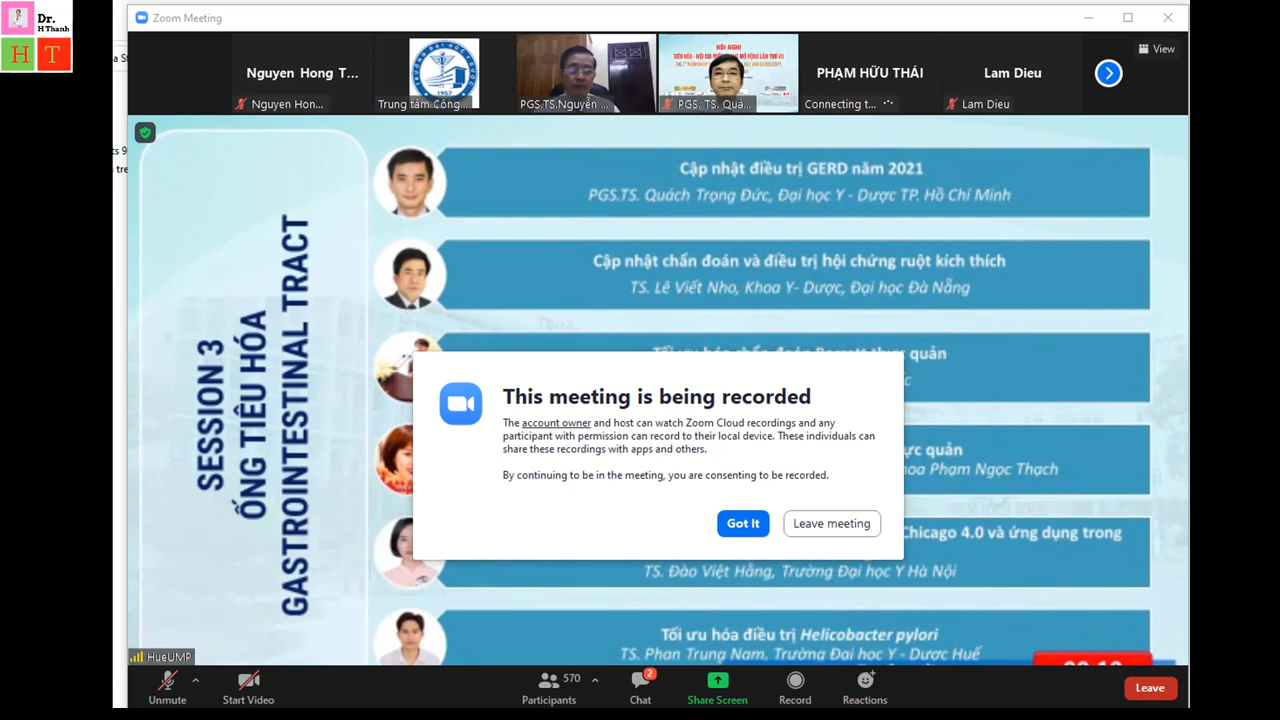 Dr.
H Thanh
H T
Zoom Meeting
View
Nguyen Hong T...
PHẠM HỮU THÁI
Lam Dieu
Nguyen Hon...
Trung tâm Công...
PGS.TS.Nguyễn ...
PGS. TS. Quá...
Connecting t...
Lam Dieu
1957
SESSION 3
ỐNG TIÊU HÓA
GASTROINTESTINAL TRACT
Cập nhật điều trị GERD năm 2021
PGS.TS. Quách Trọng Đức, Đại học Y - Dược TP. Hồ Chí Minh
Cập nhật chẩn đoán và điều trị hội chứng ruột kích thích
TS. Lê Viết Nho, Khoa Y- Dược, Đại học Đà Nẵng
Tối ưu hóa chẩn đoán Barrett thực quản
This meeting is being recorded
The account owner and host can watch Zoom Cloud recordings and any
participant with permission can record to their local device. These individuals can
share these recordings with apps and others.
By continuing to be in the meeting, you are consenting to be recorded.
Got It
Leave meeting
ực quản
hoa Phạm Ngọc Thạch
Chicago 4.0 và ứng dụng trong
TS. Đào Việt Hằng, Trường Đại học Y Hà Nội
Tối ưu hóa điều trị Helicobacter pylori
TS. Phan Trung Nam, Trường Đại học Y - Dược Huế
HueUMP
Unmute
Start Video
570
Participants
2
Chat
Share Screen
Record
Reactions
Leave